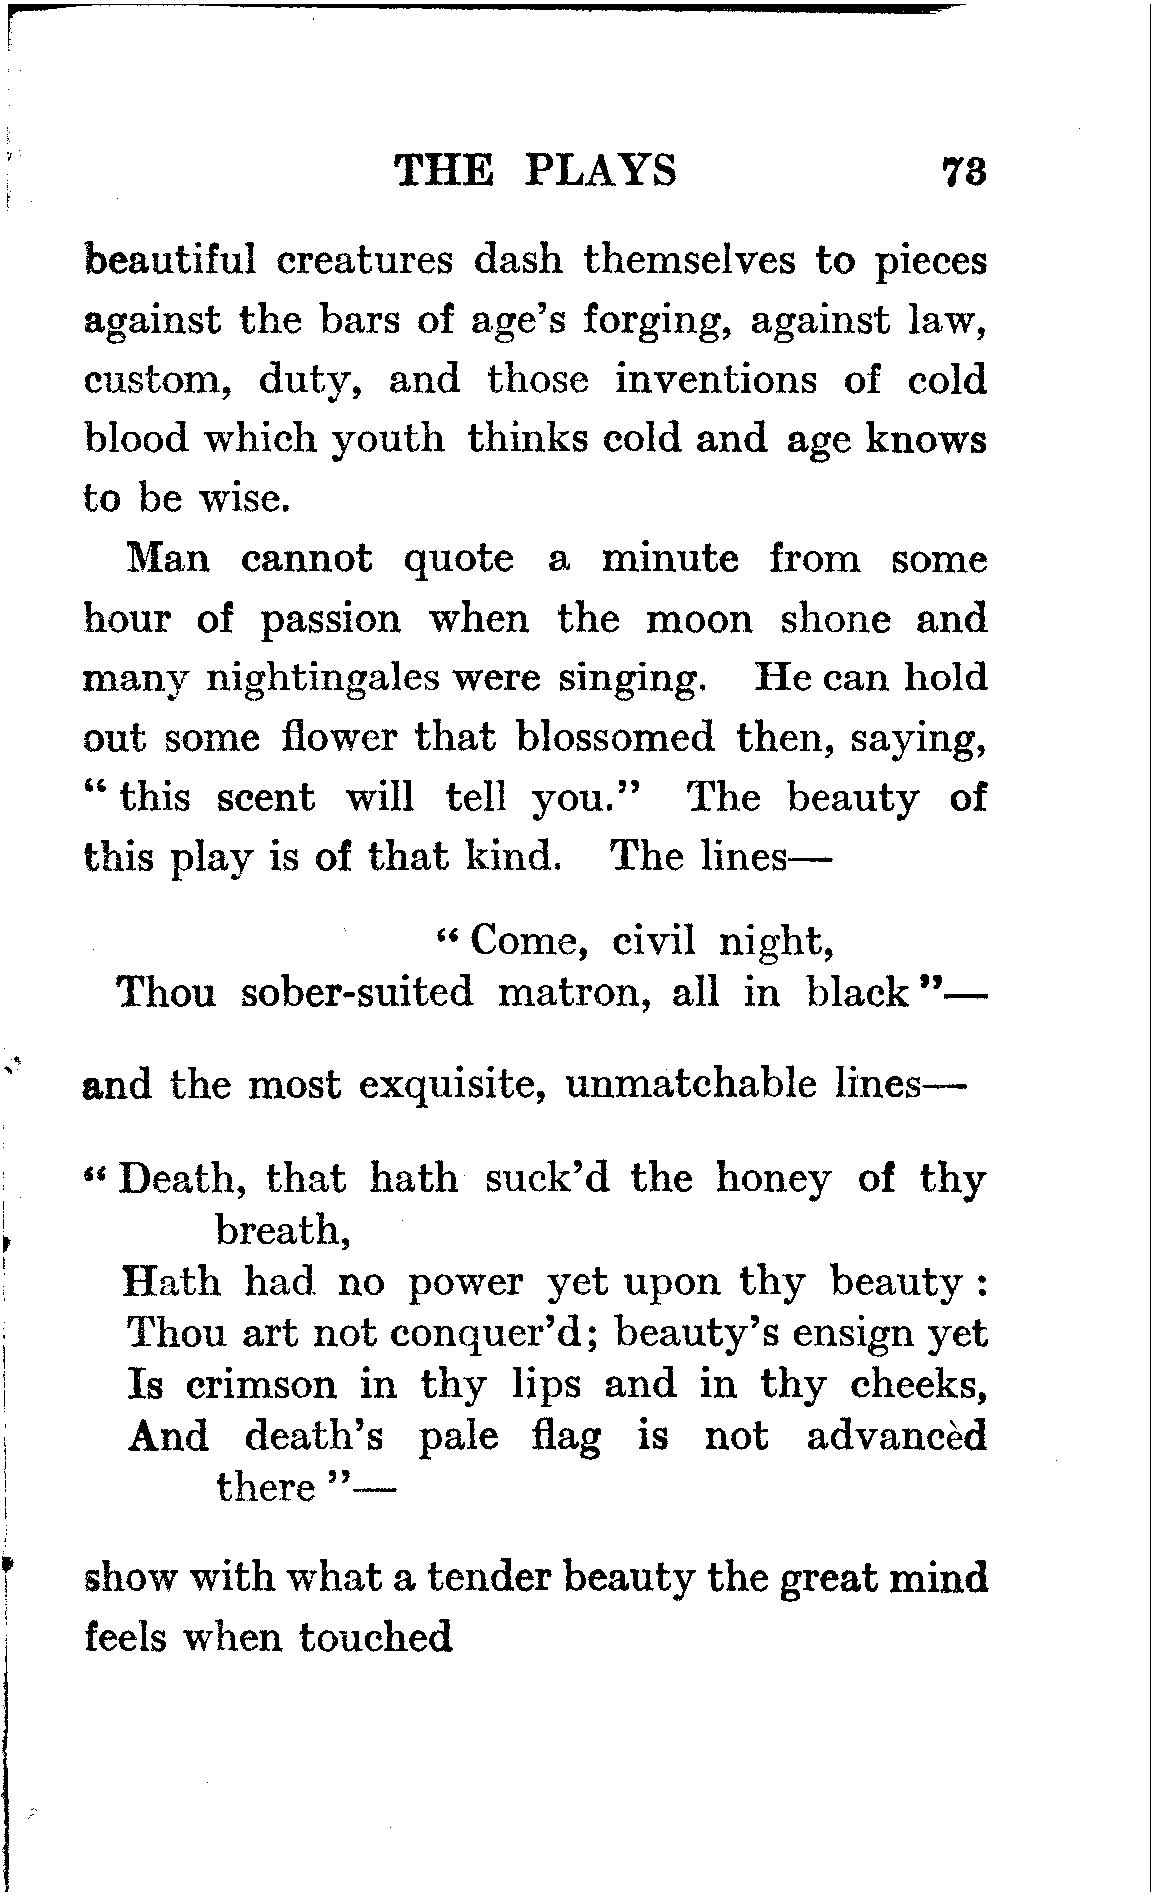 THE PLAYS 73
beautiful creatures dash themselves to pieces
against the bars of age's forging, against law,
custom, duty, and those inventions of cold
blood which youth thinks cold and age knows
to be wise.
Man cannot quote a minute from some
hour of passion when the moon shone and
many nightingales were singing. He can hold
out some flower that blossomed then, saying,
“ this scent will tell you.” The beauty of
this play is of that kind. The lines—
“ Come, civil night,
Thou sober-suited matron, all in black ”—
and the most exquisite, unmatchable lines—
“ Death, that hath suck'd the honey of thy
breath,
Hath had no power yet upon thy beauty :
Thou art not conquer'd; beauty's ensign yet
Is crimson in thy lips and in thy cheeks,
And death's pale flag is not advancèd
there ”—
show with what a tender beauty the great mind
feels when touched